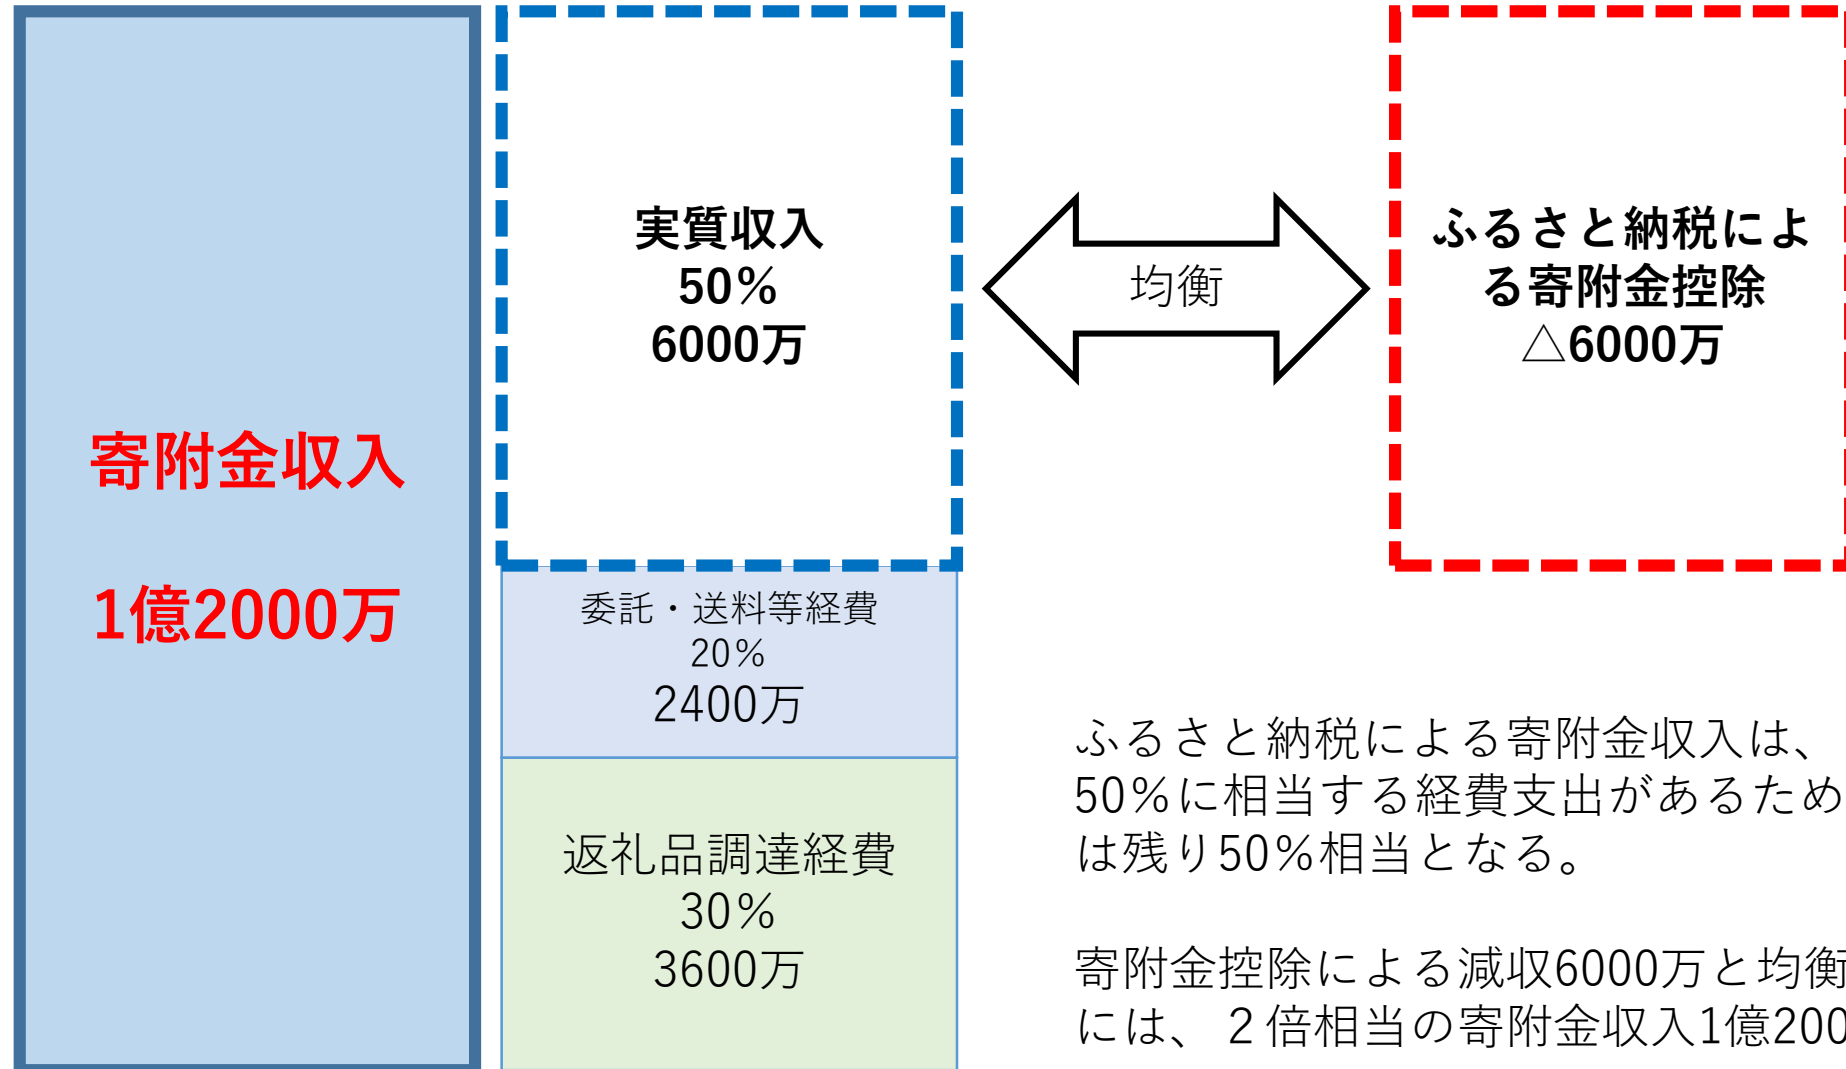 寄附金収入
1億2000万
実質収入
50%
6000万
委託・送料等経費
20%
2400万
返礼品調達経費
30%
3600万
均衡
ふるさと納税によ
る寄附金控除
△6000万
ふるさと納税による寄附金収入は、
50%に相当する経費支出があるため
は残り50%相当となる。
寄附金控除による減収6000万と均衡
には、２倍相当の寄附金収入1億200